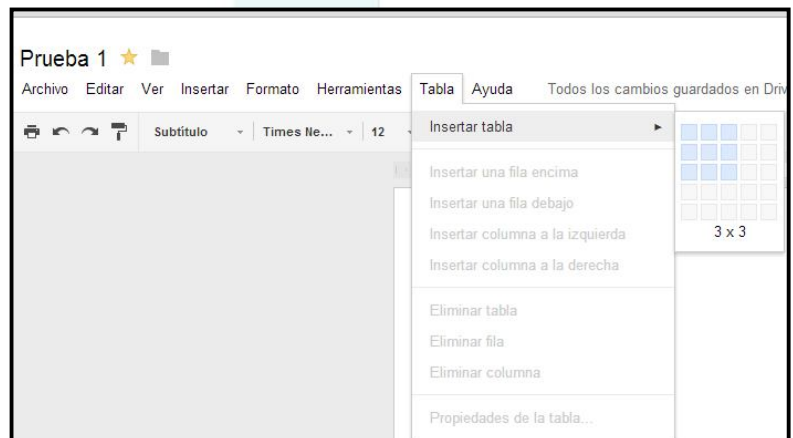 Prueba 1
Archivo Editar Ver Insertar Formato Herramientas Tabla Ayuda Todos los cambios guardados en Driv
Subtítulo Times Ne... 12
Insertar tabla
Insertar una fila encima
Insertar una fila debajo
Insertar columna a la izquierda
Insertar columna a la derecha
Eliminar tabla
Eliminar fila
Eliminar columna
Propiedades de la tabla...
3 x 3